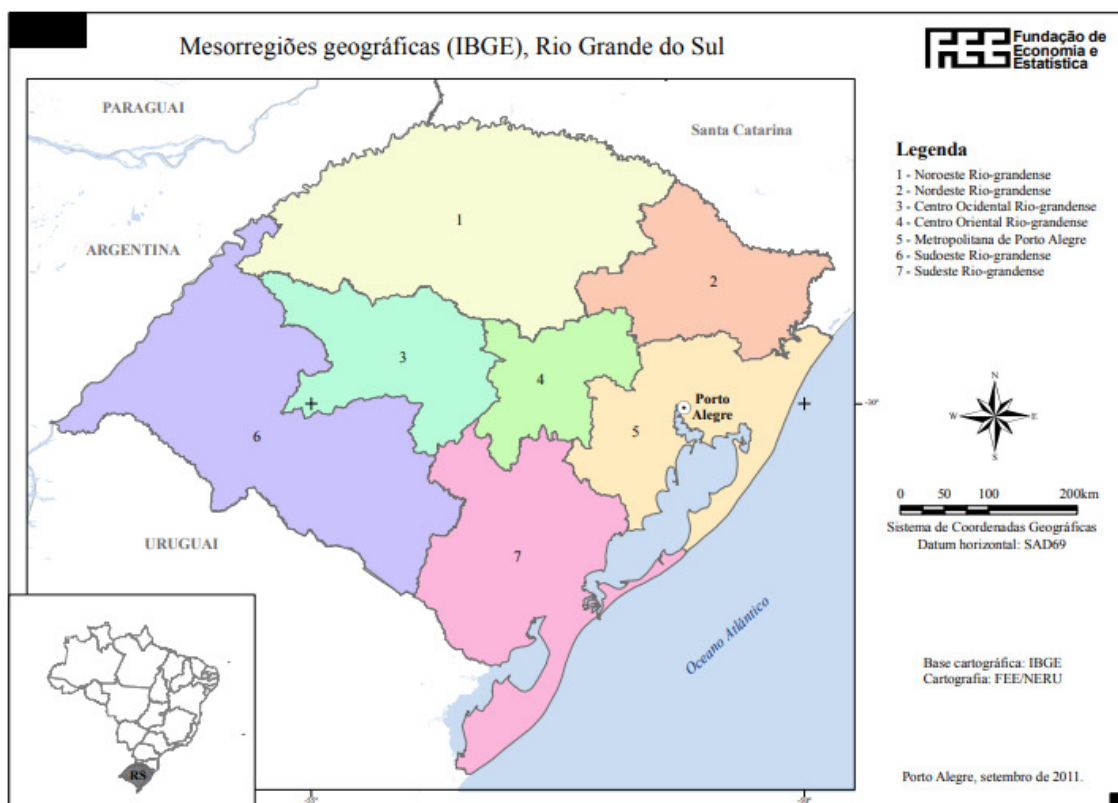 Mesorregiões geográficas (IBGE), Rio Grande do Sul
FEE Fundação de
Economia e
Estatística
PARAGUAI
Santa Catarina
ARGENTINA
URUGUAI
1
2
3
4
5
6
7
Porto
Alegre
Oceano Atlântico
-30°
RS
Legenda
1 - Noroeste Rio-grandense
2 - Nordeste Rio-grandense
3 - Centro Ocidental Rio-grandense
4 - Centro Oriental Rio-grandense
5 - Metropolitana de Porto Alegre
6 - Sudoeste Rio-grandense
7 - Sudeste Rio-grandense
N
W E
S
0 50 100 200km
Sistema de Coordenadas Geográficas
Datum horizontal: SAD69
Base cartográfica: IBGE
Cartografia: FEE/NERU
Porto Alegre, setembro de 2011.